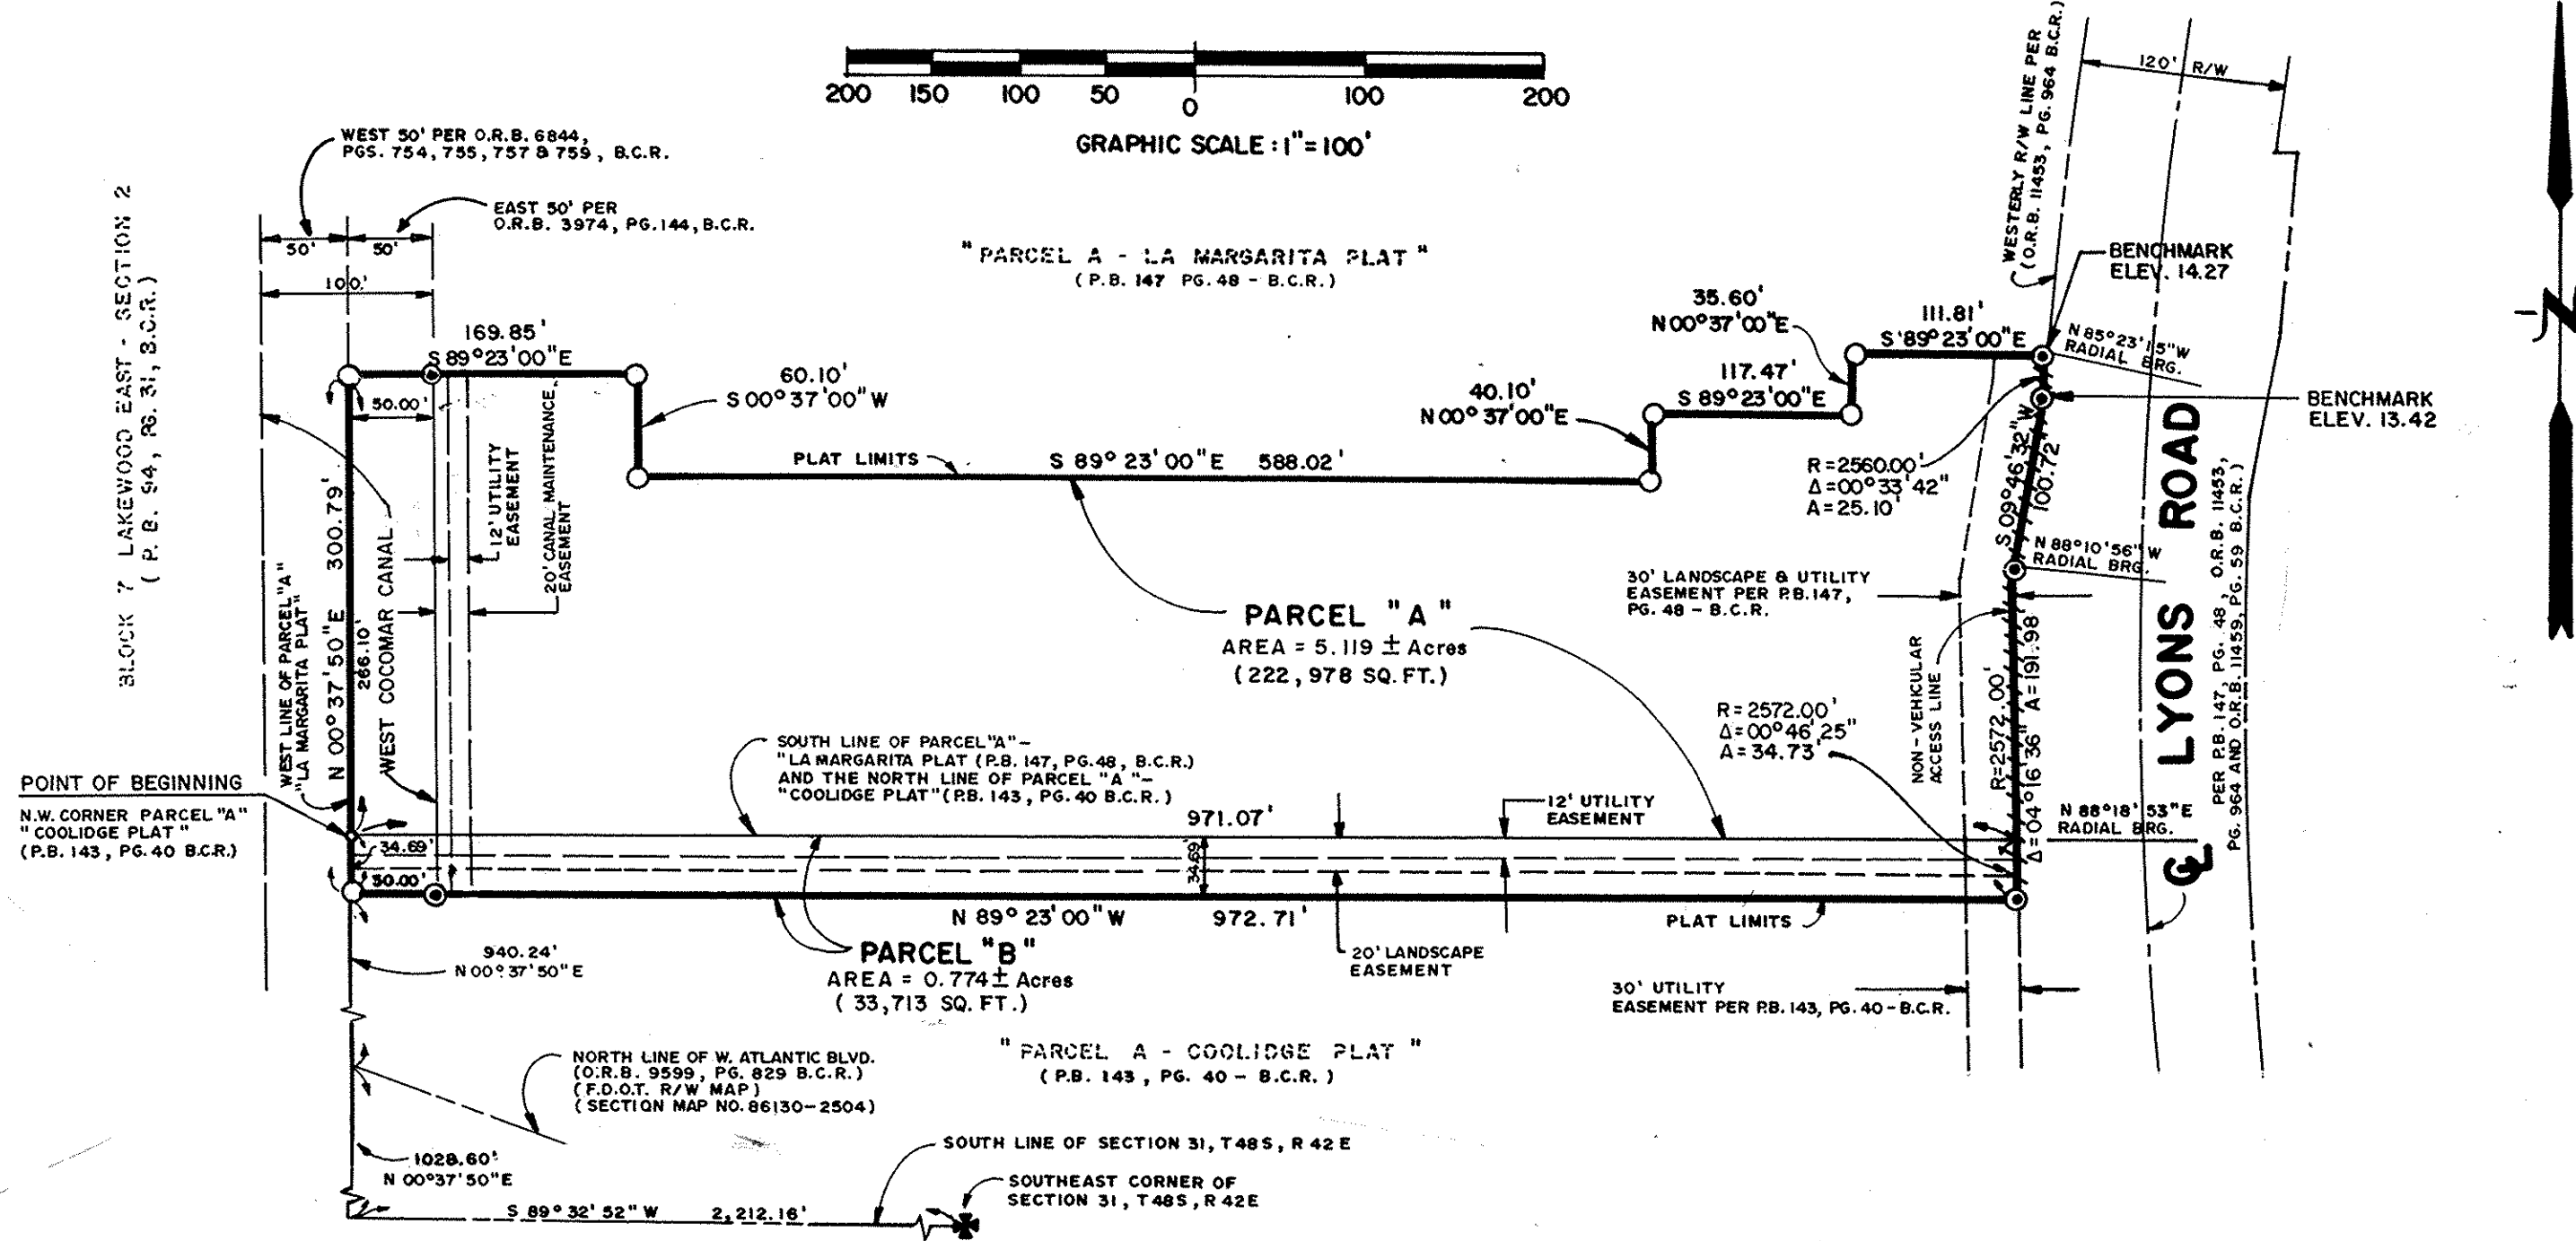 200 150 100 50 0 100 200
GRAPHIC SCALE : 1"=100'
WEST 50' PER O.R.B. 6844,
PGS. 754, 755, 757 & 759, B.C.R.
EAST 50' PER
O.R.B. 3974, PG. 144, B.C.R.
50' 50'
100'
BLOCK 7 LAKEWOOD EAST - SECTION 2
( P. B. 94, PG. 31, B.C.R. )
"PARCEL A - LA MARGARITA PLAT "
( P.B. 147 PG. 48 - B.C.R. )
WESTERLY R/W LINE PER
(O.R.B. 11453, PG. 964 B.C.R.)
120' R/W
BENCHMARK
ELEV. 14.27
N 85°23'15"W
RADIAL BRG.
BENCHMARK
ELEV. 13.42
N
169.85'
S 89°23'00"E
60.10'
S 00°37'00" W
35.60'
N 00°37'00"E
111.81'
S 89°23'00"E
117.47'
S 89°23'00"E
40.10'
N 00°37'00"E
50.00'
PLAT LIMITS
S 89° 23' 00"E 588.02'
R=2560.00'
Δ=00°33'42"
A=25.10'
S 09°46'32" W
100.72'
N 88°10'56" W
RADIAL BRG.
12' UTILITY
EASEMENT
20' CANAL MAINTENANCE
EASEMENT
WEST COCOMAR CANAL
N 00°37'50"E 300.79'
266.10'
WEST LINE OF PARCEL "A"
"LA MARGARITA PLAT"
30' LANDSCAPE & UTILITY
EASEMENT PER P.B. 147,
PG. 48 - B.C.R.
PARCEL "A"
AREA = 5.119 ± Acres
(222,978 SQ. FT.)
NON-VEHICULAR
ACCESS LINE
R=2572.00'
Δ=04°16'36" A=191.98'
℄ LYONS ROAD
PER P.B. 147, PG. 48, O.R.B. 11453,
PG. 964 AND O.R.B. 11459, PG. 59 B.C.R.)
R=2572.00'
Δ=00°46'25"
A=34.73'
SOUTH LINE OF PARCEL "A"-
"LA MARGARITA PLAT (P.B. 147, PG. 48, B.C.R.)
AND THE NORTH LINE OF PARCEL "A"-
"COOLIDGE PLAT" (P.B. 143, PG. 40 B.C.R.)
POINT OF BEGINNING
N.W. CORNER PARCEL "A"
"COOLIDGE PLAT"
(P.B. 143, PG. 40 B.C.R.)
971.07'
12' UTILITY
EASEMENT
N 88°18'53"E
RADIAL BRG.
34.69'
34.69'
50.00'
N 89° 23' 00" W 972.71'
PLAT LIMITS
PARCEL "B"
AREA = 0.774 ± Acres
( 33,713 SQ. FT. )
20' LANDSCAPE
EASEMENT
940.24'
N 00°37'50"E
30' UTILITY
EASEMENT PER P.B. 143, PG. 40 - B.C.R.
" PARCEL A - COOLIDGE PLAT "
( P.B. 143, PG. 40 - B.C.R. )
NORTH LINE OF W. ATLANTIC BLVD.
(O.R.B. 9599, PG. 829 B.C.R.)
( F.D.O.T. R/W MAP )
( SECTION MAP NO. 86130-2504)
1028.60'
N 00°37'50"E
SOUTH LINE OF SECTION 31, T48S, R 42 E
SOUTHEAST CORNER OF
SECTION 31, T48S, R 42E
S 89° 32' 52" W 2,212.16'